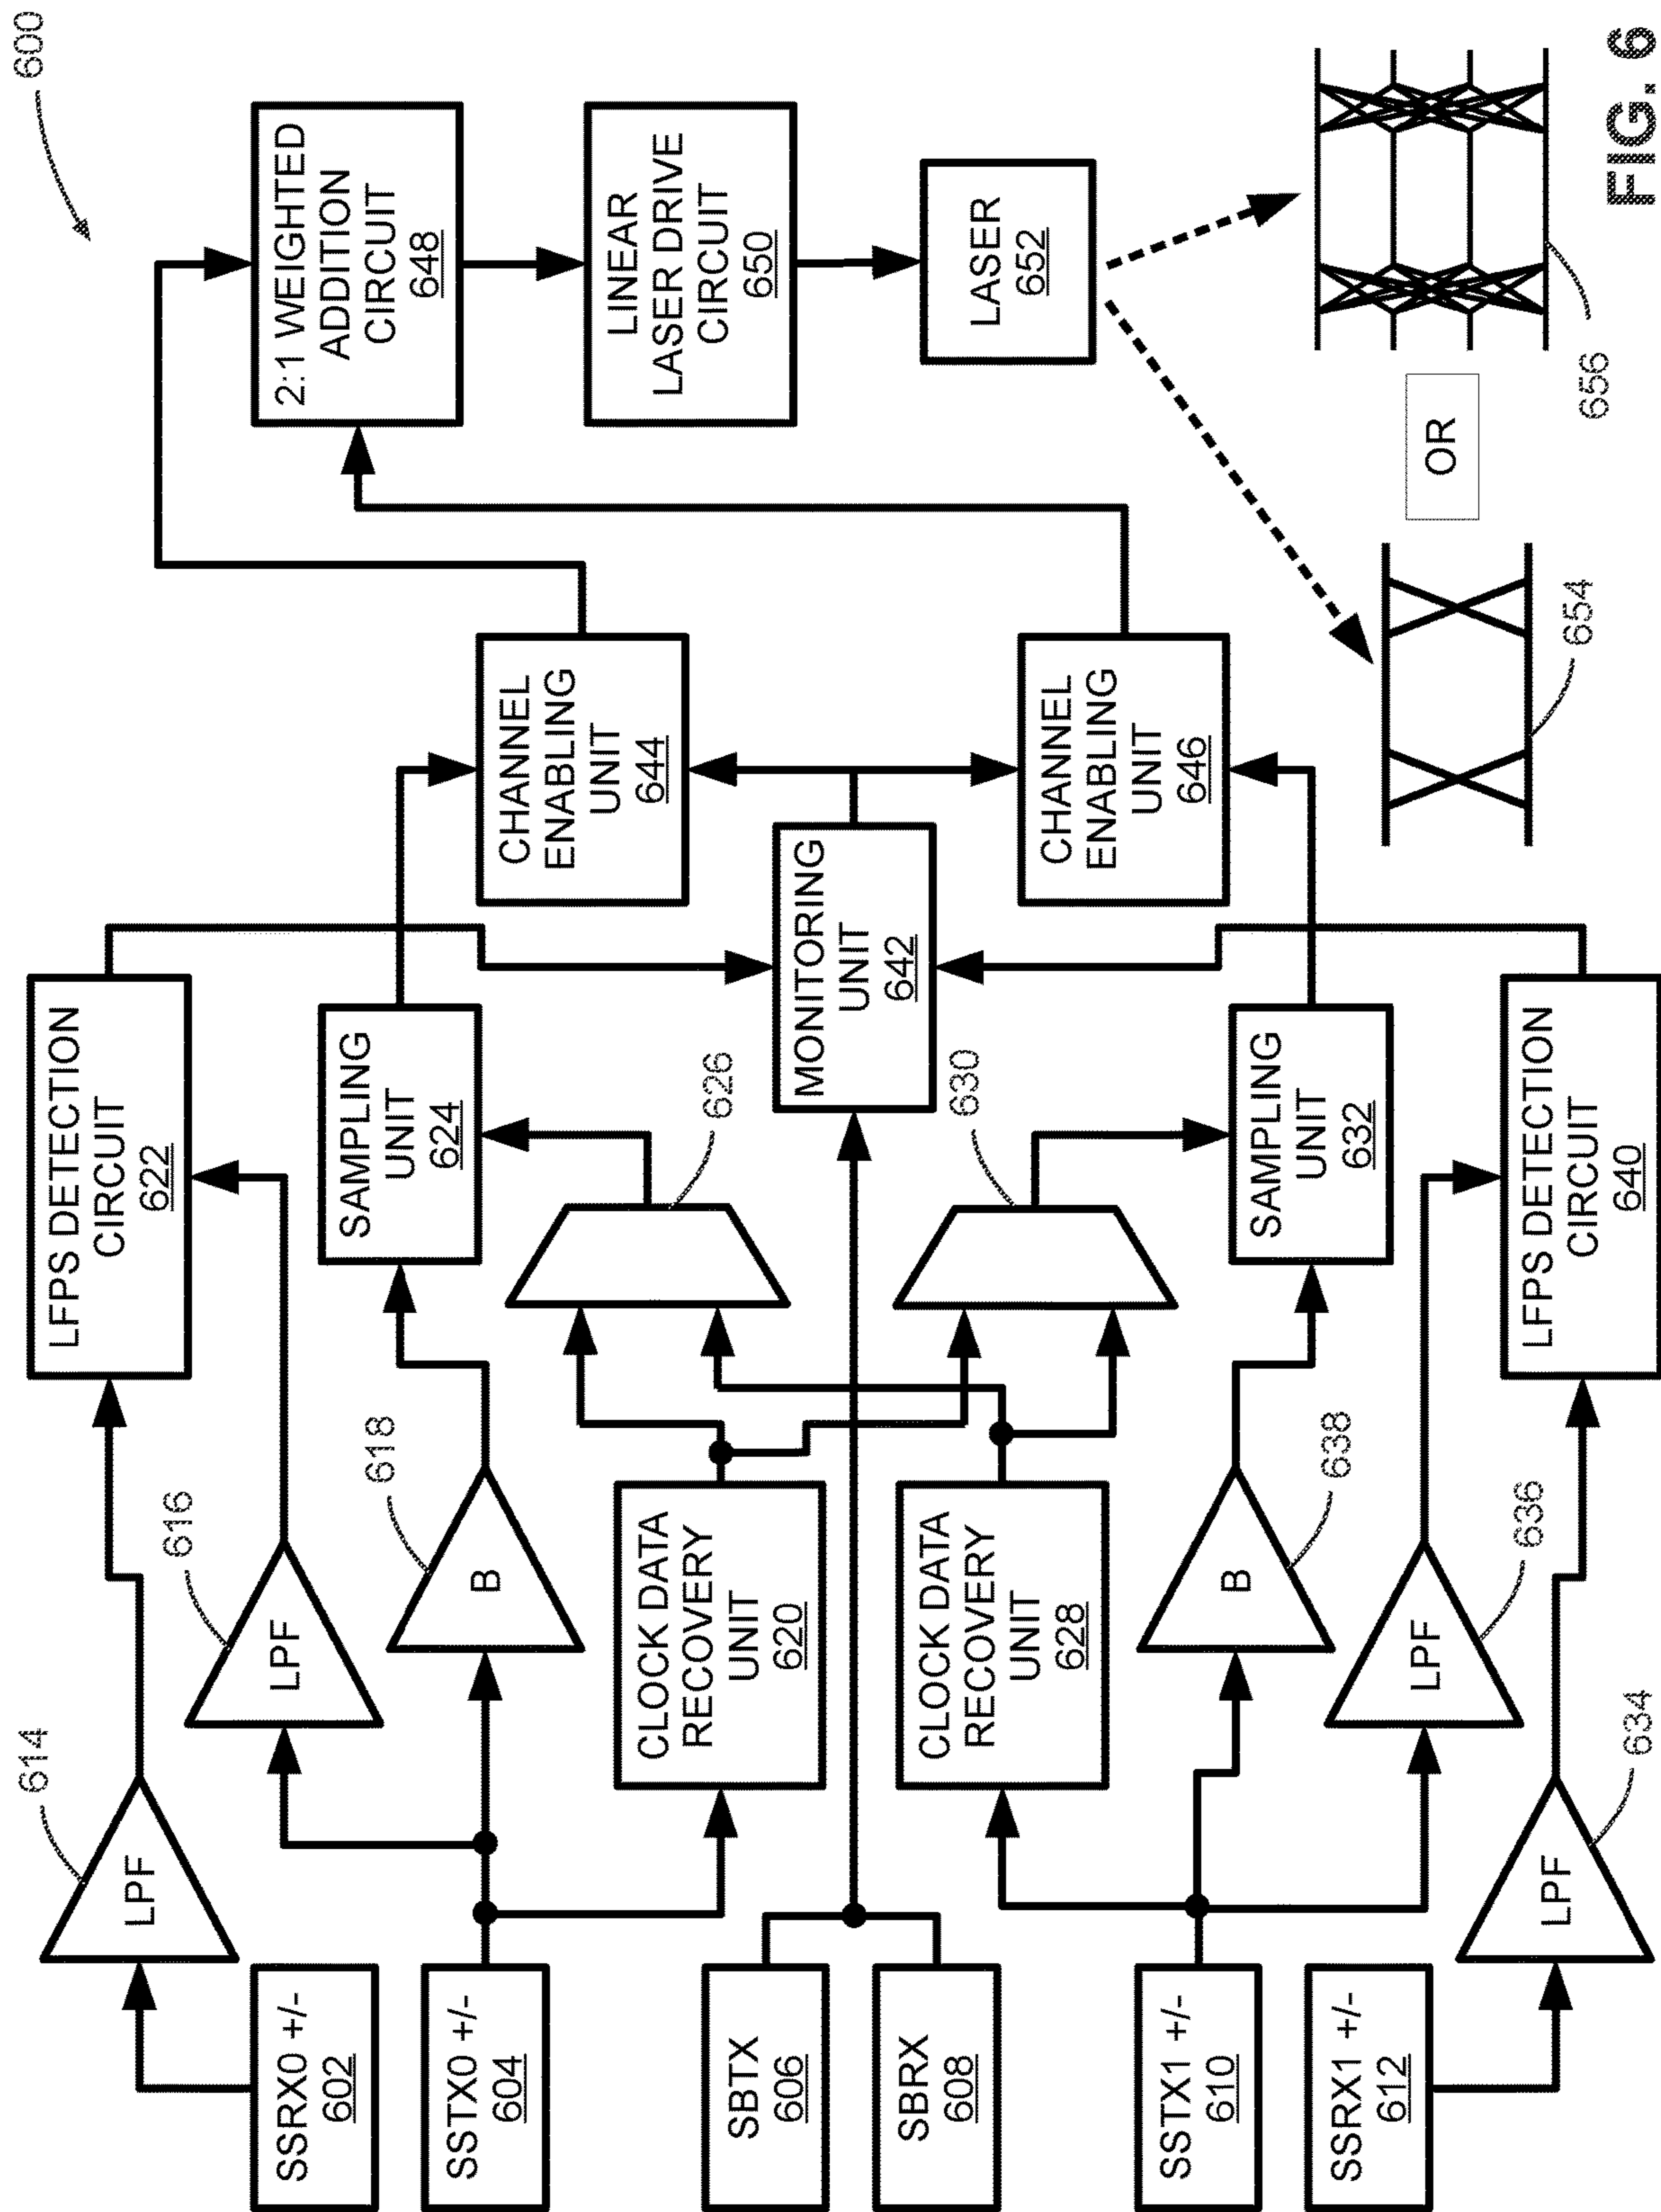 600
614
LPF
616
LPF
618
B
LFPS DETECTION
CIRCUIT
622
SAMPLING
UNIT
624
626
SSRX0 +/-
602
SSTX0 +/-
604
SBTX
606
SBRX
608
SSTX1 +/-
610
SSRX1 +/-
612
CLOCK DATA
RECOVERY
UNIT
620
CLOCK DATA
RECOVERY
UNIT
628
B
638
LPF
636
LPF
634
630
SAMPLING
UNIT
632
LFPS DETECTION
CIRCUIT
640
MONITORING
UNIT
642
CHANNEL
ENABLING
UNIT
644
CHANNEL
ENABLING
UNIT
646
2:1 WEIGHTED
ADDITION
CIRCUIT
648
LINEAR
LASER DRIVE
CIRCUIT
650
LASER
652
654
OR
656
FIG. 6